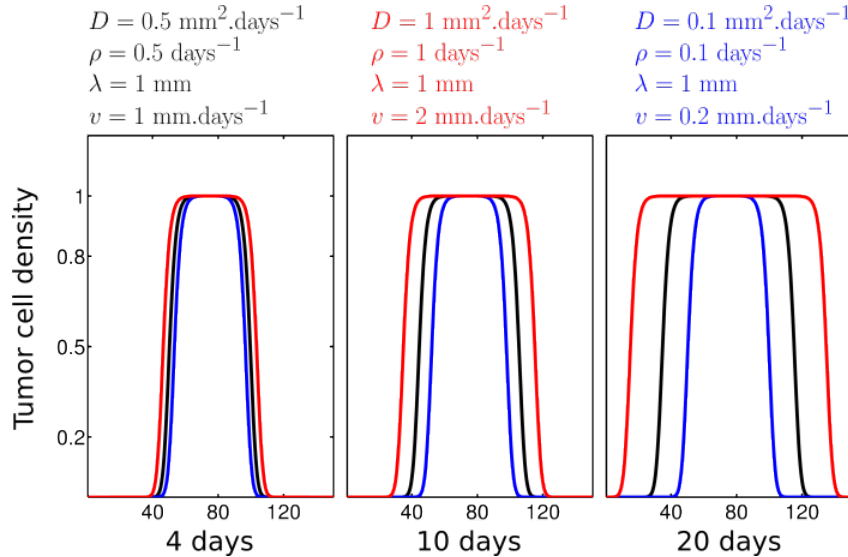 D = 0.5 mm².days⁻¹
ρ = 0.5 days⁻¹
λ = 1 mm
v = 1 mm.days⁻¹
D = 1 mm².days⁻¹
ρ = 1 days⁻¹
λ = 1 mm
v = 2 mm.days⁻¹
D = 0.1 mm².days⁻¹
ρ = 0.1 days⁻¹
λ = 1 mm
v = 0.2 mm.days⁻¹
Tumor cell density
1
0.8
0.5
0.2
40 120
4 days
40 80 120
10 days
40 80 120
20 days